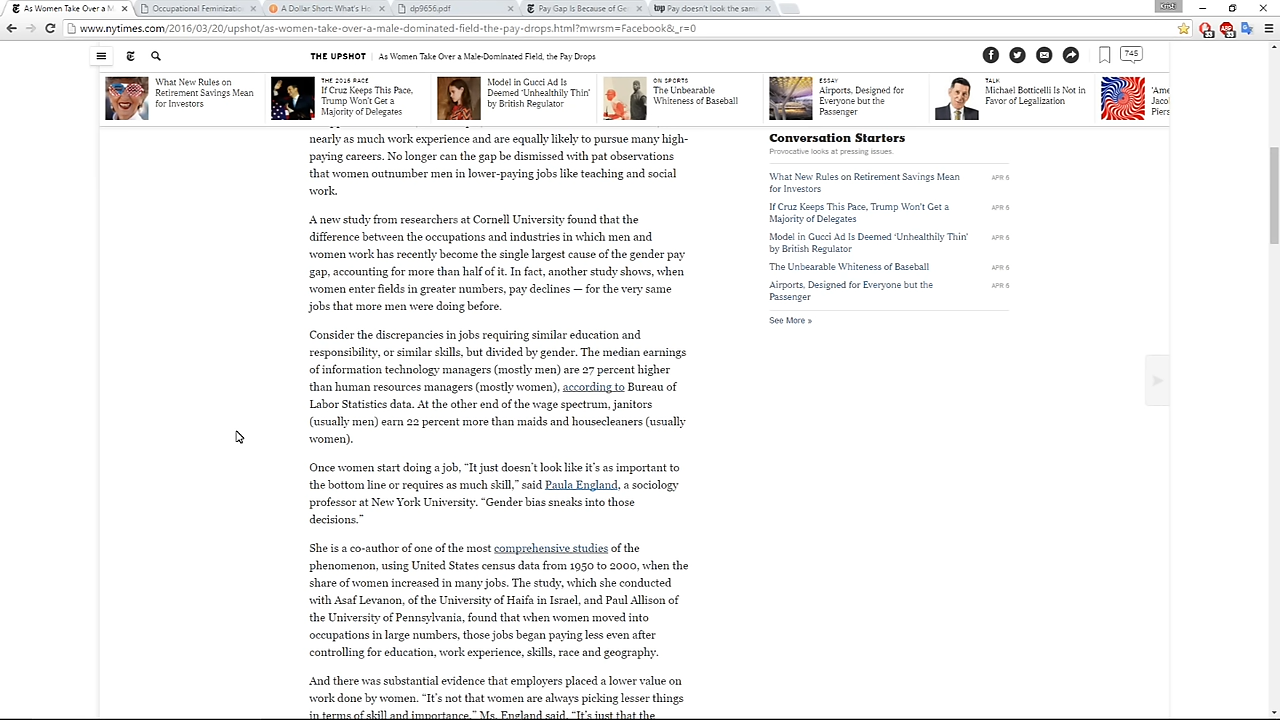 As Women Take Over a M
Occupational Feminizatio
A Dollar Short: What's Ho
dp9656.pdf
Pay Gap Is Because of Ge
Pay doesn't look the sam
www.nytimes.com/2016/03/20/upshot/as-women-take-over-a-male-dominated-field-the-pay-drops.html?mwrsm=Facebook&_r=0
THE UPSHOT | As Women Take Over a Male-Dominated Field, the Pay Drops
745
What New Rules on
Retirement Savings Mean
for Investors
THE 2016 RACE
If Cruz Keeps This Pace,
Trump Won't Get a
Majority of Delegates
Model in Gucci Ad Is
Deemed 'Unhealthily Thin'
by British Regulator
ON SPORTS
The Unbearable
Whiteness of Baseball
ESSAY
Airports, Designed for
Everyone but the
Passenger
TALK
Michael Botticelli Is Not in
Favor of Legalization
'Ame
Jaco
Piers
nearly as much work experience and are equally likely to pursue many high-
paying careers. No longer can the gap be dismissed with pat observations
that women outnumber men in lower-paying jobs like teaching and social
work.
A new study from researchers at Cornell University found that the
difference between the occupations and industries in which men and
women work has recently become the single largest cause of the gender pay
gap, accounting for more than half of it. In fact, another study shows, when
women enter fields in greater numbers, pay declines — for the very same
jobs that more men were doing before.
Consider the discrepancies in jobs requiring similar education and
responsibility, or similar skills, but divided by gender. The median earnings
of information technology managers (mostly men) are 27 percent higher
than human resources managers (mostly women), according to Bureau of
Labor Statistics data. At the other end of the wage spectrum, janitors
(usually men) earn 22 percent more than maids and housecleaners (usually
women).
Once women start doing a job, “It just doesn't look like it's as important to
the bottom line or requires as much skill,” said Paula England, a sociology
professor at New York University. “Gender bias sneaks into those
decisions.”
She is a co-author of one of the most comprehensive studies of the
phenomenon, using United States census data from 1950 to 2000, when the
share of women increased in many jobs. The study, which she conducted
with Asaf Levanon, of the University of Haifa in Israel, and Paul Allison of
the University of Pennsylvania, found that when women moved into
occupations in large numbers, those jobs began paying less even after
controlling for education, work experience, skills, race and geography.
And there was substantial evidence that employers placed a lower value on
work done by women. “It's not that women are always picking lesser things
in terms of skill and importance,” Ms. England said. “It's just that the
Conversation Starters
Provocative looks at pressing issues.
What New Rules on Retirement Savings Mean
for Investors
APR 6
If Cruz Keeps This Pace, Trump Won't Get a
Majority of Delegates
APR 6
Model in Gucci Ad Is Deemed 'Unhealthily Thin'
by British Regulator
APR 6
The Unbearable Whiteness of Baseball
APR 6
Airports, Designed for Everyone but the
Passenger
APR 6
See More »